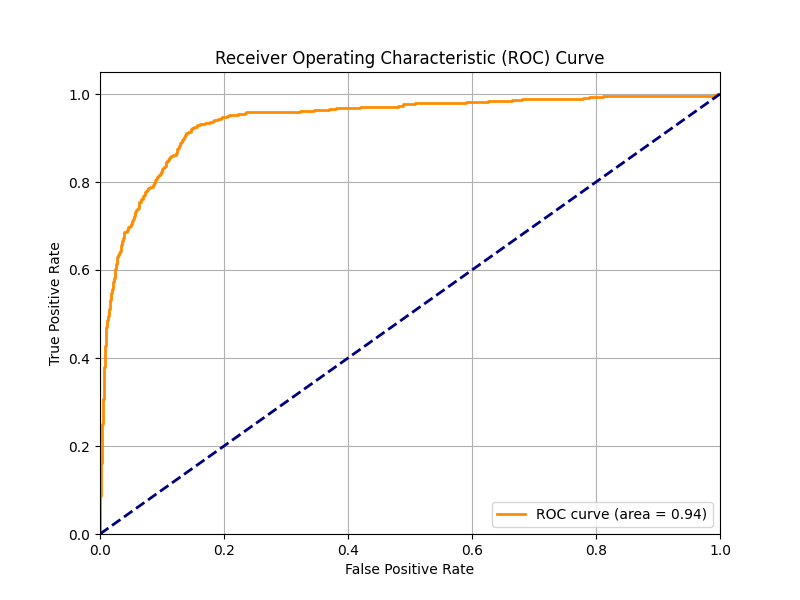 Receiver Operating Characteristic (ROC) Curve
1.0
0.8
0.6
0.4
0.2
0.0
True Positive Rate
0.0 0.2 0.4 0.6 0.8 1.0
False Positive Rate
ROC curve (area = 0.94)